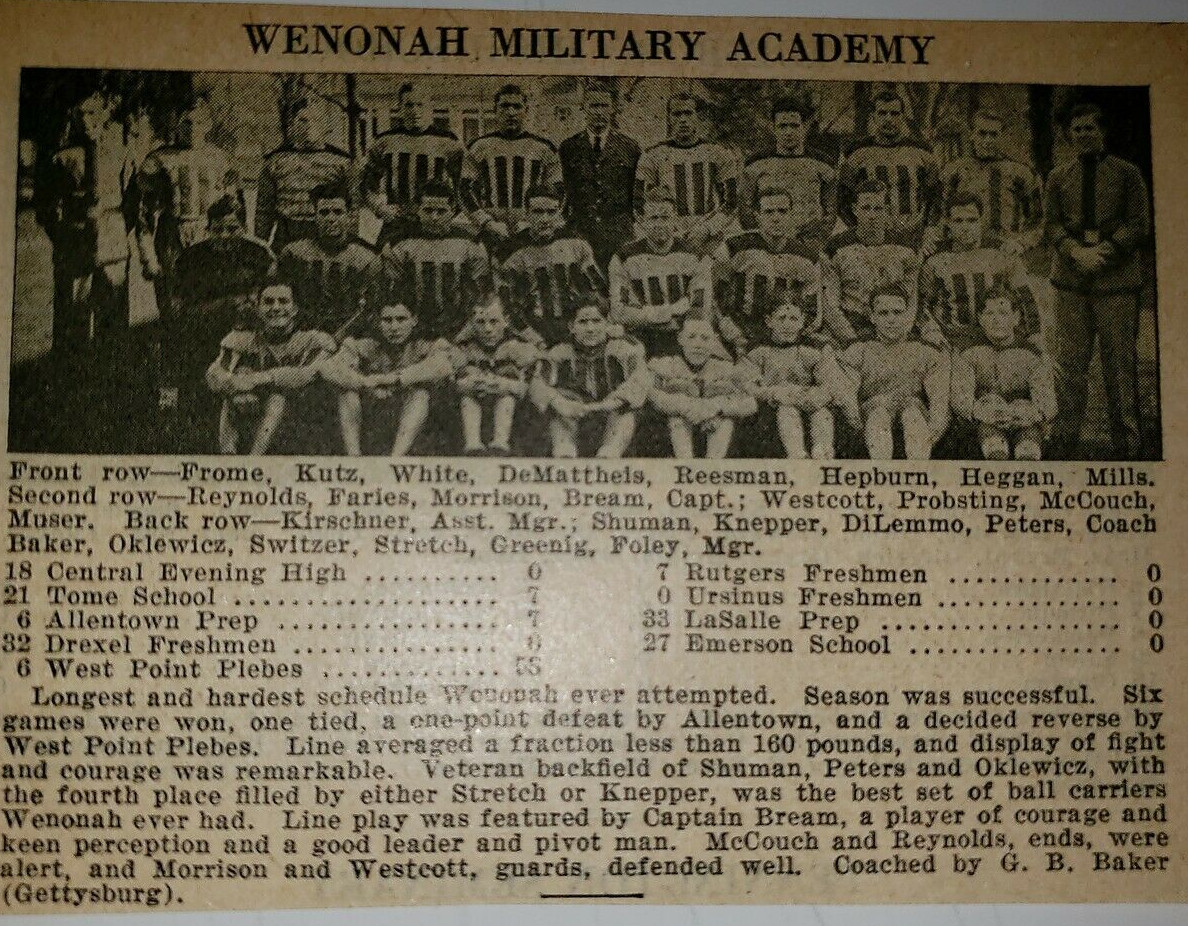 WENONAH MILITARY ACADEMY
Front row—Frome, Kutz, White, DeMattheis, Reesman, Hepburn, Heggan, Mills.
Second row—Reynolds, Faries, Morrison, Bream, Capt.; Westcott, Probsting, McCouch,
Muser. Back row—Kirschner, Asst. Mgr.; Shuman, Knepper, DiLemmo, Peters, Coach
Baker, Oklewicz, Switzer, Stretch, Greenig, Foley, Mgr.
18 Central Evening High .......... 0
21 Tome School .................... 7
6 Allentown Prep ................. 7
32 Drexel Freshmen ............... 
6 West Point Plebes ............
7 Rutgers Freshmen ............. 0
0 Ursinus Freshmen .............. 0
33 LaSalle Prep .................. 0
27 Emerson School ............... 0
Longest and hardest schedule Wenonah ever attempted. Season was successful. Six
games were won, one tied, a one-point defeat by Allentown, and a decided reverse by
West Point Plebes. Line averaged a fraction less than 160 pounds, and display of fight
and courage was remarkable. Veteran backfield of Shuman, Peters and Oklewicz, with
the fourth place filled by either Stretch or Knepper, was the best set of ball carriers
Wenonah ever had. Line play was featured by Captain Bream, a player of courage and
keen perception and a good leader and pivot man. McCouch and Reynolds, ends, were
alert, and Morrison and Westcott, guards, defended well. Coached by G. B. Baker
(Gettysburg).